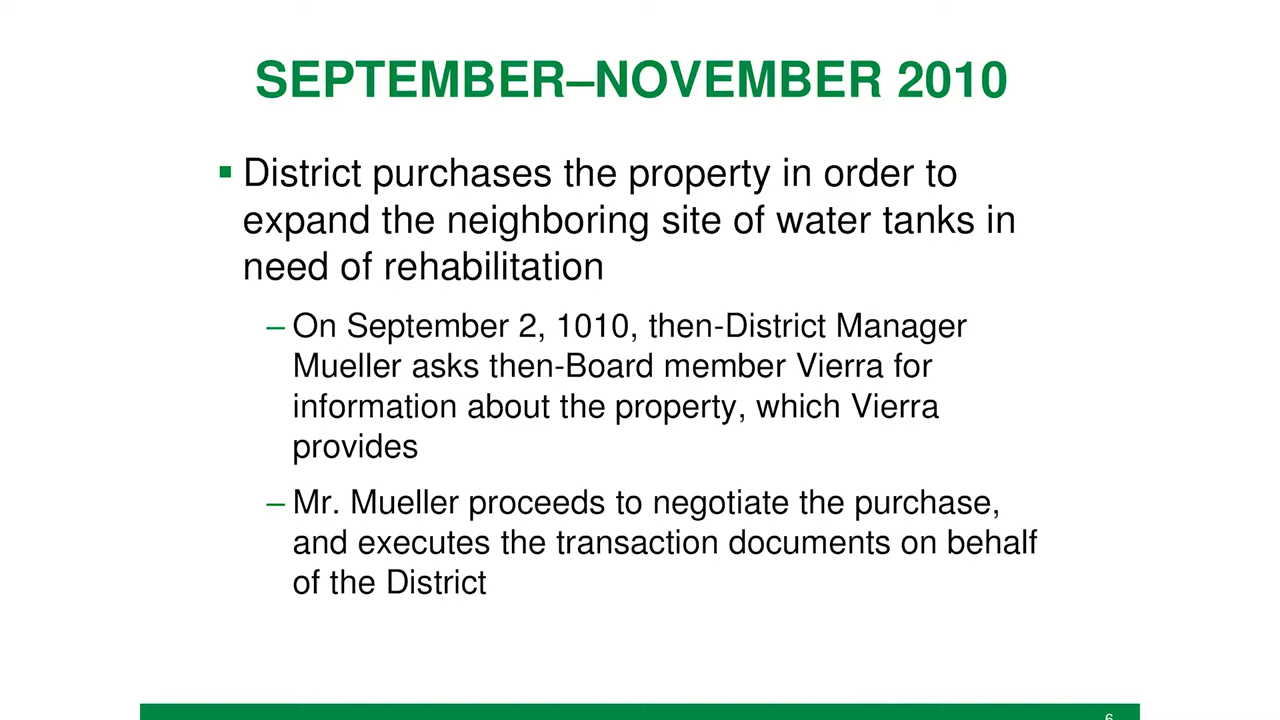 SEPTEMBER–NOVEMBER 2010
▪ District purchases the property in order to
expand the neighboring site of water tanks in
need of rehabilitation
– On September 2, 1010, then-District Manager
Mueller asks then-Board member Vierra for
information about the property, which Vierra
provides
– Mr. Mueller proceeds to negotiate the purchase,
and executes the transaction documents on behalf
of the District
6